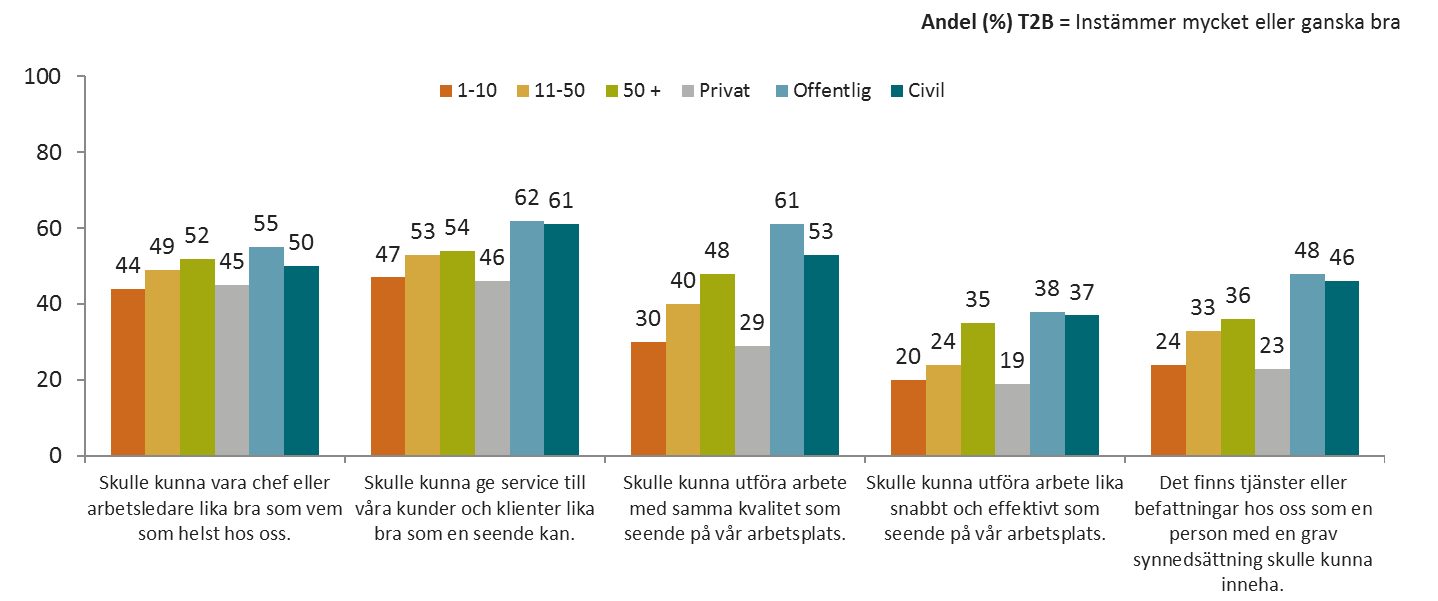 Andel (%) T2B = Instämmer mycket eller ganska bra
1-10 11-50 50 + Privat Offentlig Civil
100
80
60
40
20
0
44 49 52 45 55 50
47 53 54 46 62 61
30 40 48 29 61 53
20 24 35 19 38 37
24 33 36 23 48 46
Skulle kunna vara chef eller
arbetsledare lika bra som vem
som helst hos oss.
Skulle kunna ge service till
våra kunder och klienter lika
bra som en seende kan.
Skulle kunna utföra arbete
med samma kvalitet som
seende på vår arbetsplats.
Skulle kunna utföra arbete lika
snabbt och effektivt som
seende på vår arbetsplats.
Det finns tjänster eller
befattningar hos oss som en
person med en grav
synnedsättning skulle kunna
inneha.